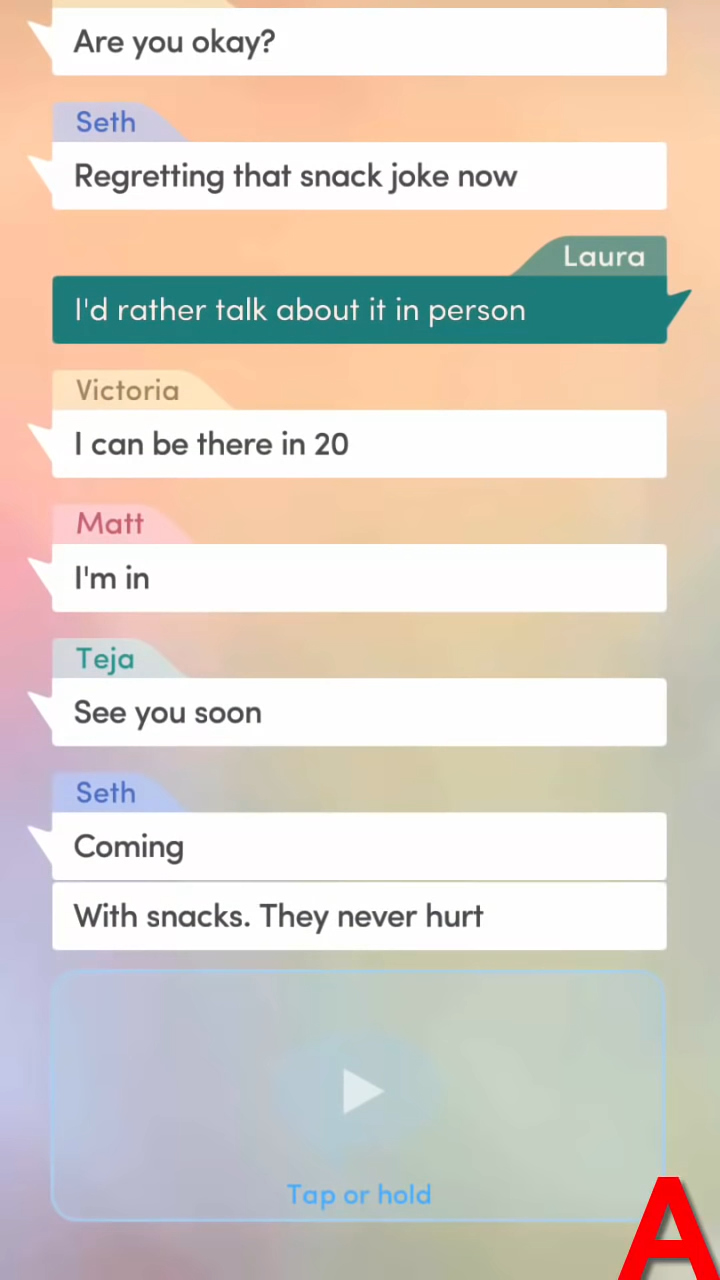 Are you okay?
Seth
Regretting that snack joke now
Laura
I'd rather talk about it in person
Victoria
I can be there in 20
Matt
I'm in
Teja
See you soon
Seth
Coming
With snacks. They never hurt
Tap or hold
A